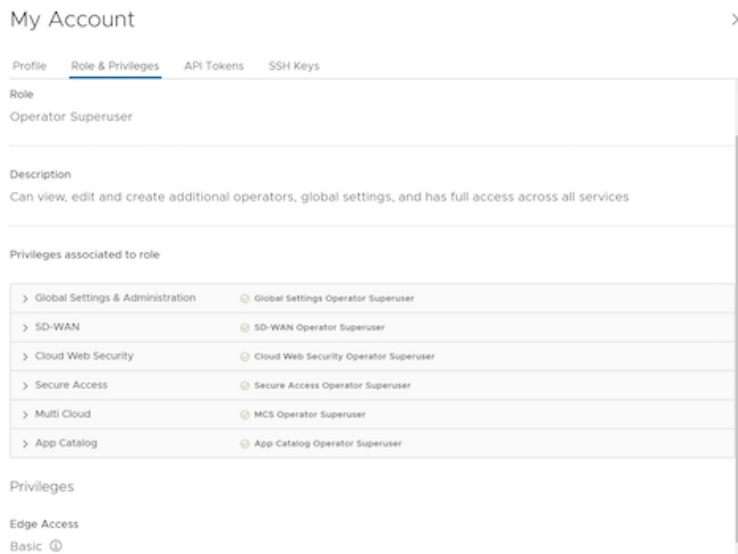 My Account
Profile Role & Privileges API Tokens SSH Keys
Role
Operator Superuser
Description
Can view, edit and create additional operators, global settings, and has full access across all services
Privileges associated to role
Global Settings & Administration Global Settings Operator Superuser
SD-WAN SD-WAN Operator Superuser
Cloud Web Security Cloud Web Security Operator Superuser
Secure Access Secure Access Operator Superuser
Multi Cloud MCS Operator Superuser
App Catalog App Catalog Operator Superuser
Privileges
Edge Access
Basic